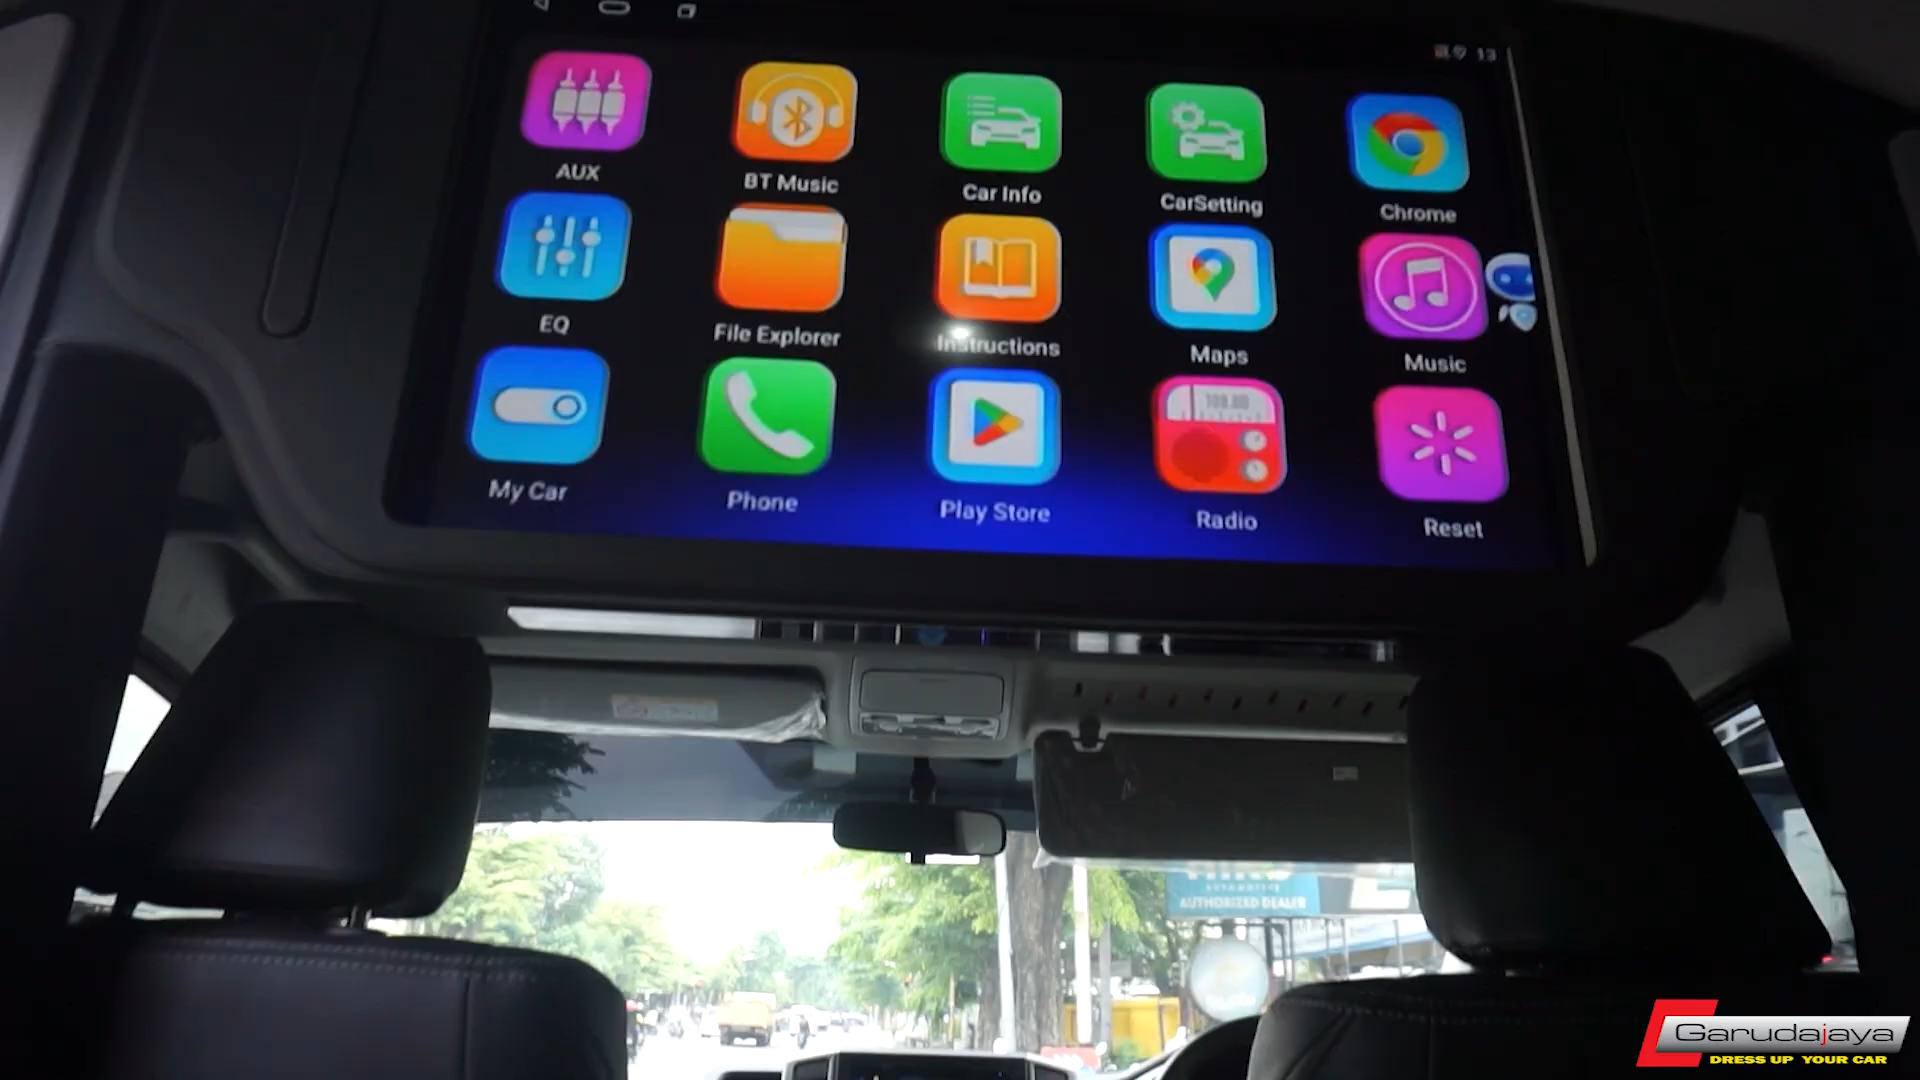 13
AUX
BT Music
Car Info
CarSetting
Chrome
EQ
File Explorer
Instructions
Maps
Music
My Car
Phone
Play Store
Radio
Reset
AUTHORIZED DEALER
Garudajaya
DRESS UP YOUR CAR